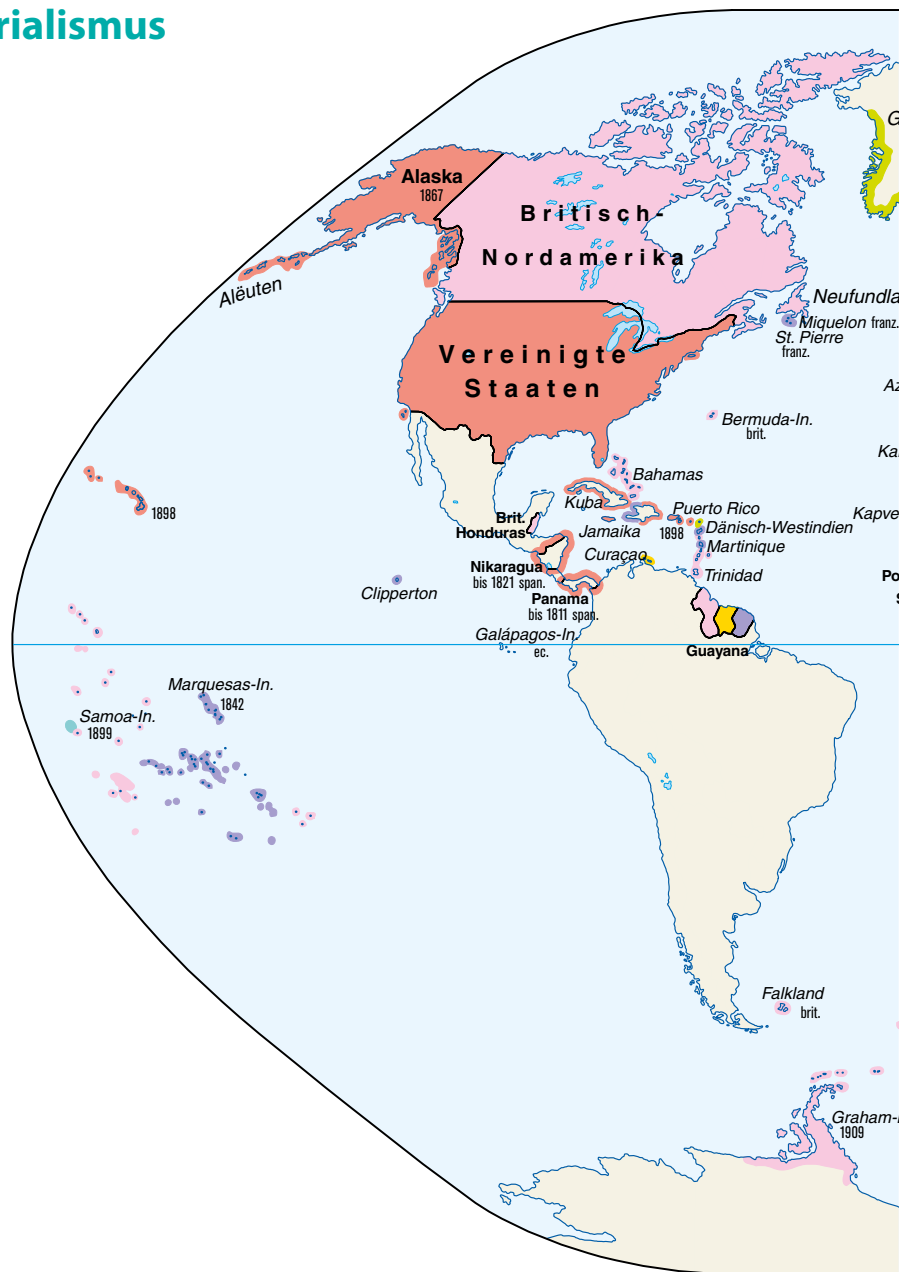 rialismus
G
Alaska
1867
Britisch-
Nordamerika
Alëuten
Neufundla
Miquelon franz.
St. Pierre
franz.
Vereinigte
Staaten
Az
Bermuda-In.
brit.
Ka
Bahamas
Kuba
1898
Puerto Rico
1898
Kapve
Brit.
Honduras
Jamaika
Dänisch-Westindien
Martinique
Curaçao
Nikaragua
bis 1821 span.
Trinidad
Po
Clipperton
Panama
bis 1811 span.
S
Galápagos-In.
ec.
Guayana
Marquesas-In.
1842
Samoa-In.
1899
Falkland
brit.
Graham-
1909